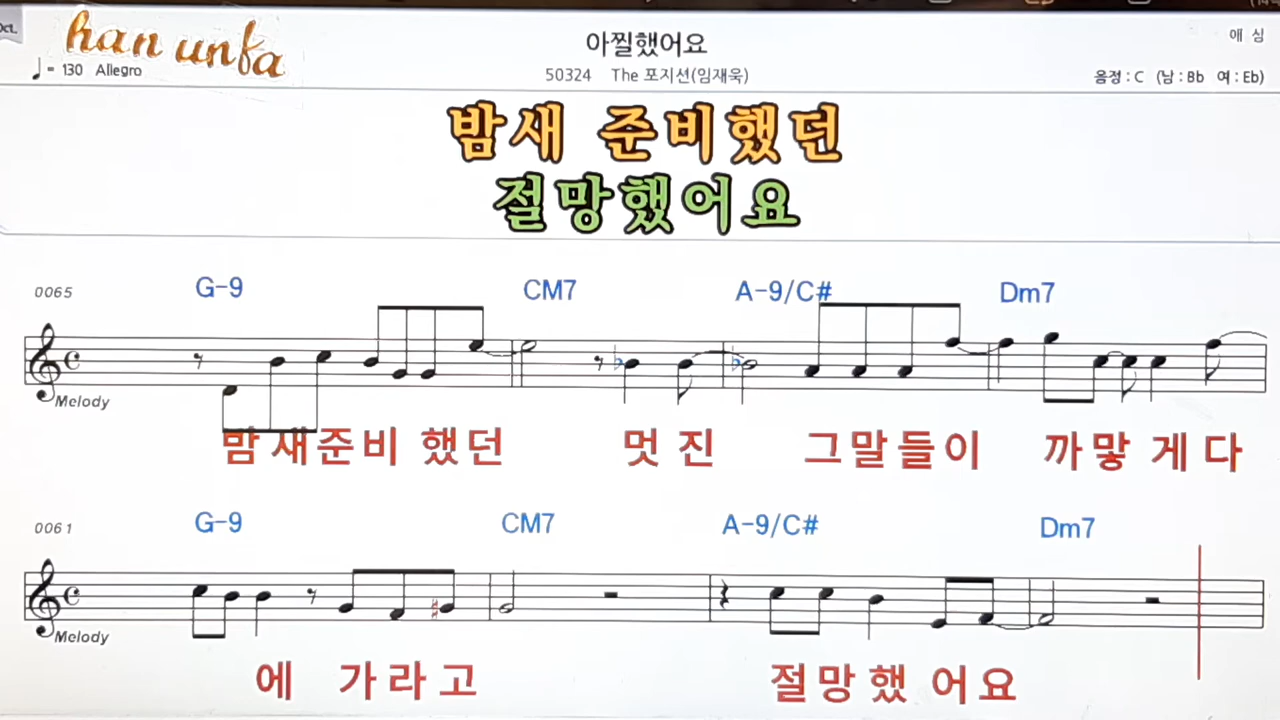 Oct.
han unfa
아찔했어요
애 싱
♩= 130 Allegro
50324 The 포지션(임재욱)
음정 : C (남 : Bb 여 : Eb)
밤새 준비했던
절망했어요
0065 G-9 CM7 A-9/C# Dm7
Melody
밤새준비 했던 멋 진 그말들이 까맣 게 다
0061 G-9 CM7 A-9/C# Dm7
Melody
에 가라고 절망했 어요